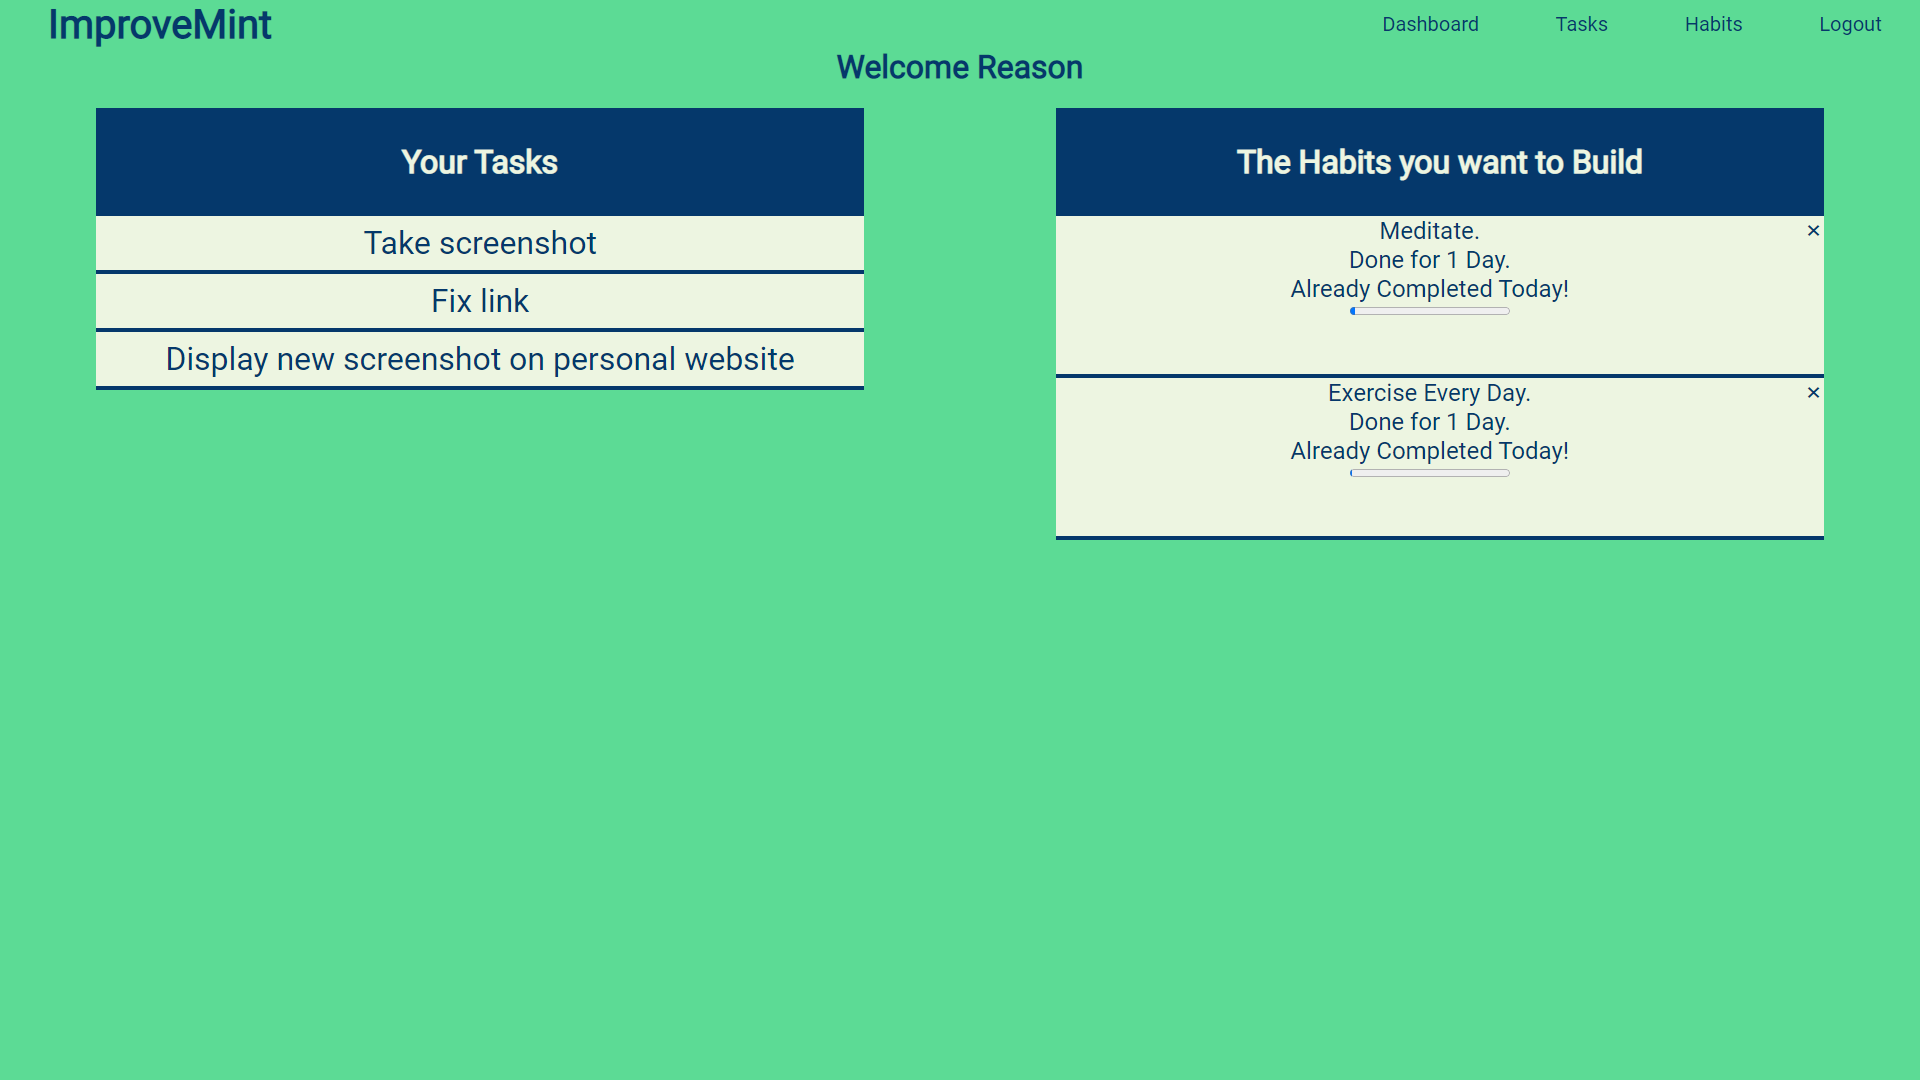 ImproveMint
Dashboard
Tasks
Habits
Logout
Welcome Reason
Your Tasks
Take screenshot
Fix link
Display new screenshot on personal website
The Habits you want to Build
Meditate.
✕
Done for 1 Day.
Already Completed Today!
Exercise Every Day.
✕
Done for 1 Day.
Already Completed Today!